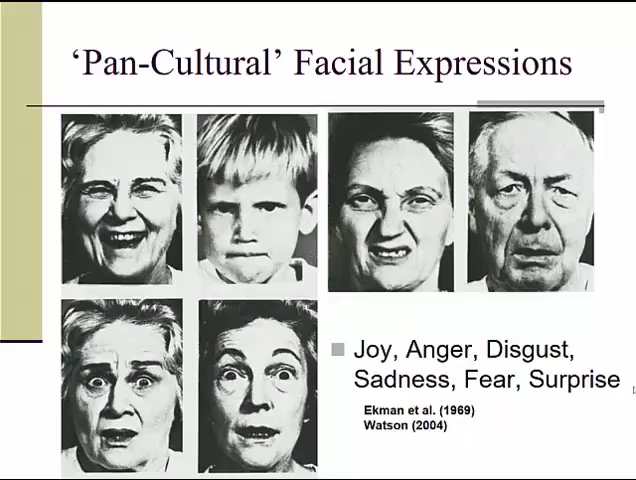 ‘Pan-Cultural’ Facial Expressions
Joy, Anger, Disgust,
Sadness, Fear, Surprise
Ekman et al. (1969)
Watson (2004)